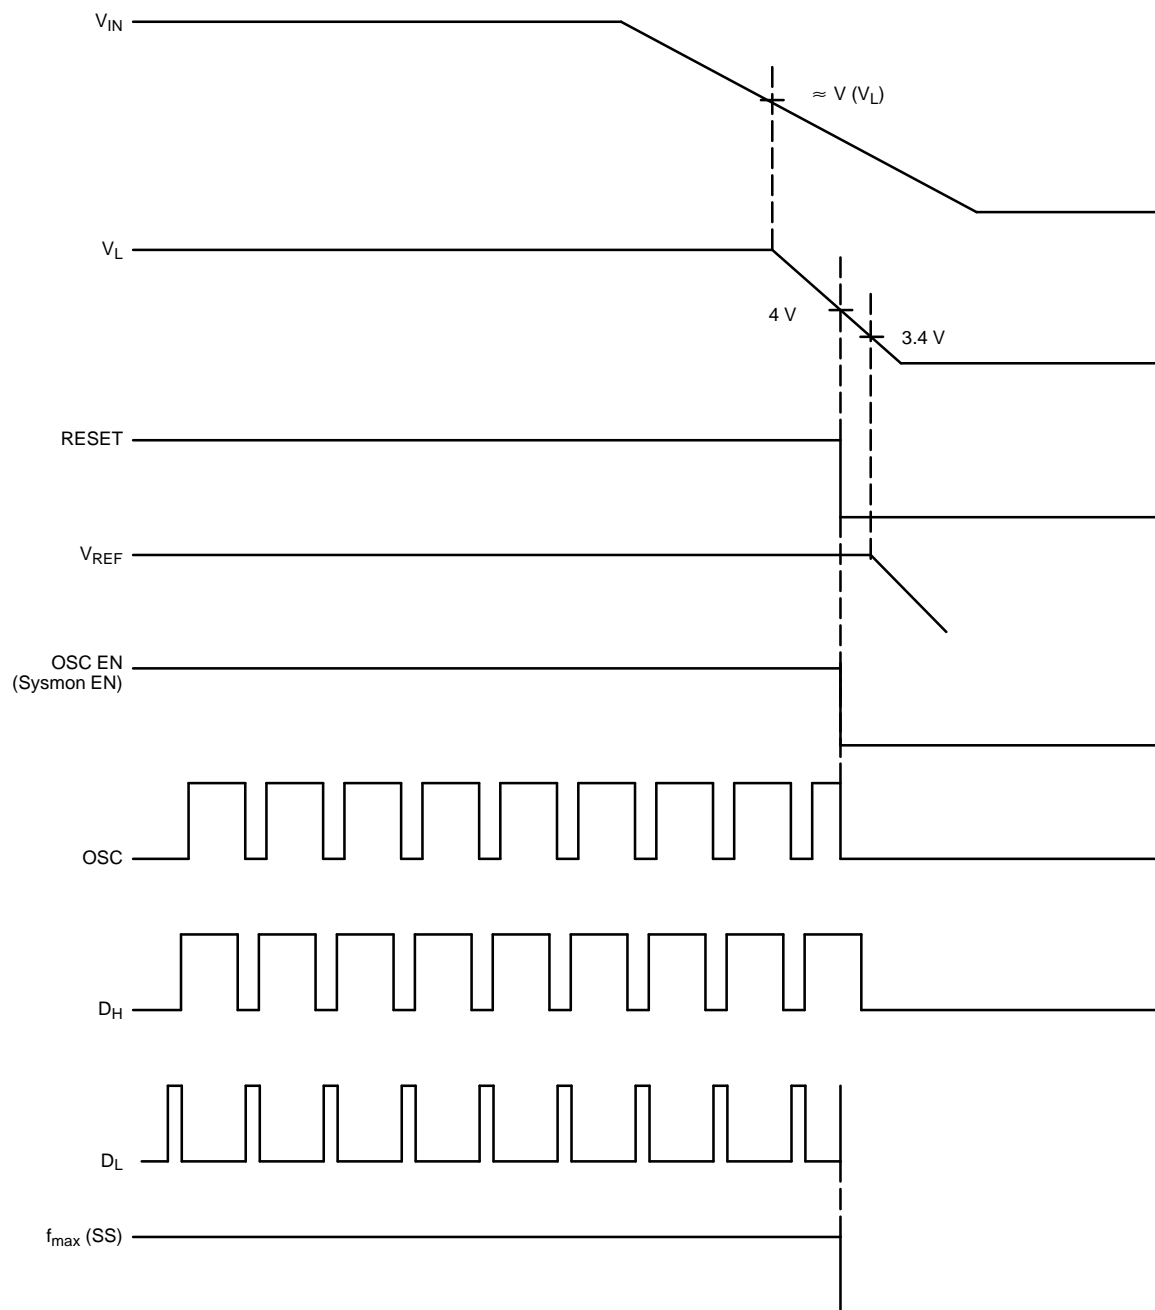 V_IN
≈ V (V_L)
V_L
4 V
3.4 V
RESET
V_REF
OSC EN
(Sysmon EN)
OSC
D_H
D_L
f_max (SS)